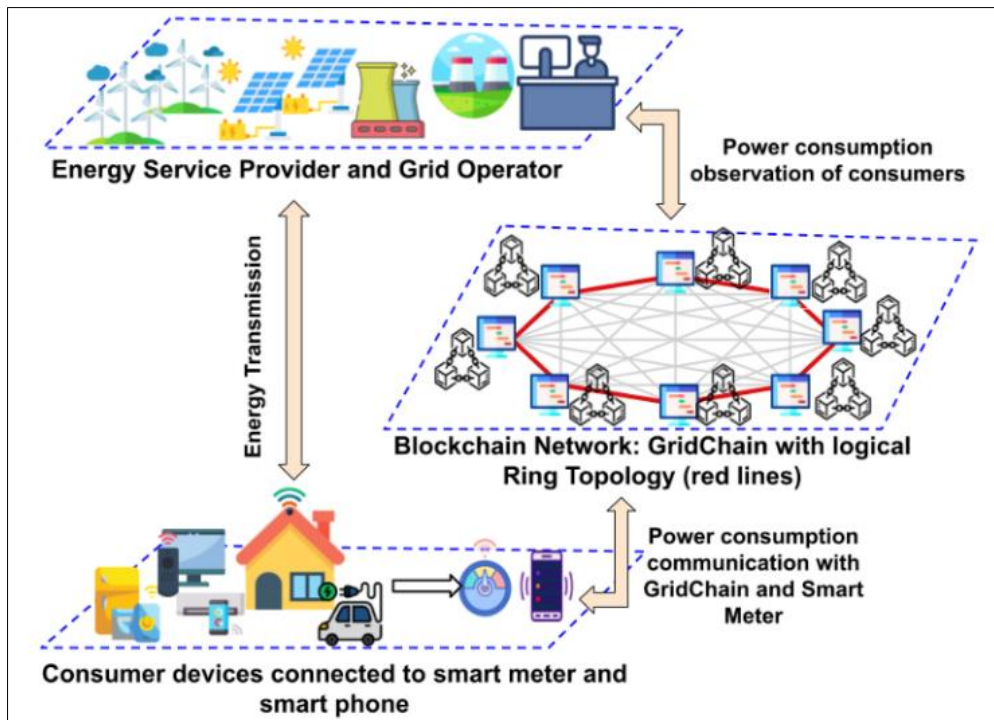 Energy Service Provider and Grid Operator
Power consumption
observation of consumers
Energy Transmission
Blockchain Network: GridChain with logical
Ring Topology (red lines)
Power consumption
communication with
GridChain and Smart
Meter
Consumer devices connected to smart meter and
smart phone